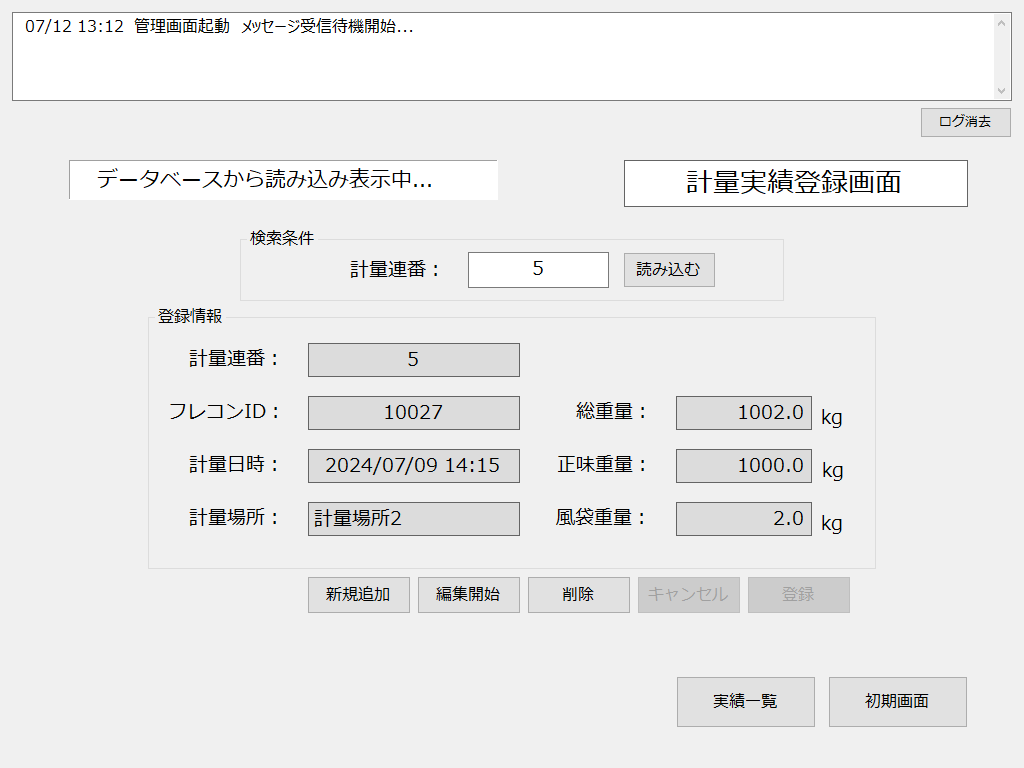 07/12 13:12 管理画面起動 メッセージ受信待機開始...
ログ消去
データベースから読み込み表示中...
計量実績登録画面
検索条件
計量連番： 5 読み込む
登録情報
計量連番： 5
フレコンID： 10027 総重量： 1002.0 kg
計量日時： 2024/07/09 14:15 正味重量： 1000.0 kg
計量場所： 計量場所2 風袋重量： 2.0 kg
新規追加 編集開始 削除 キャンセル 登録
実績一覧 初期画面